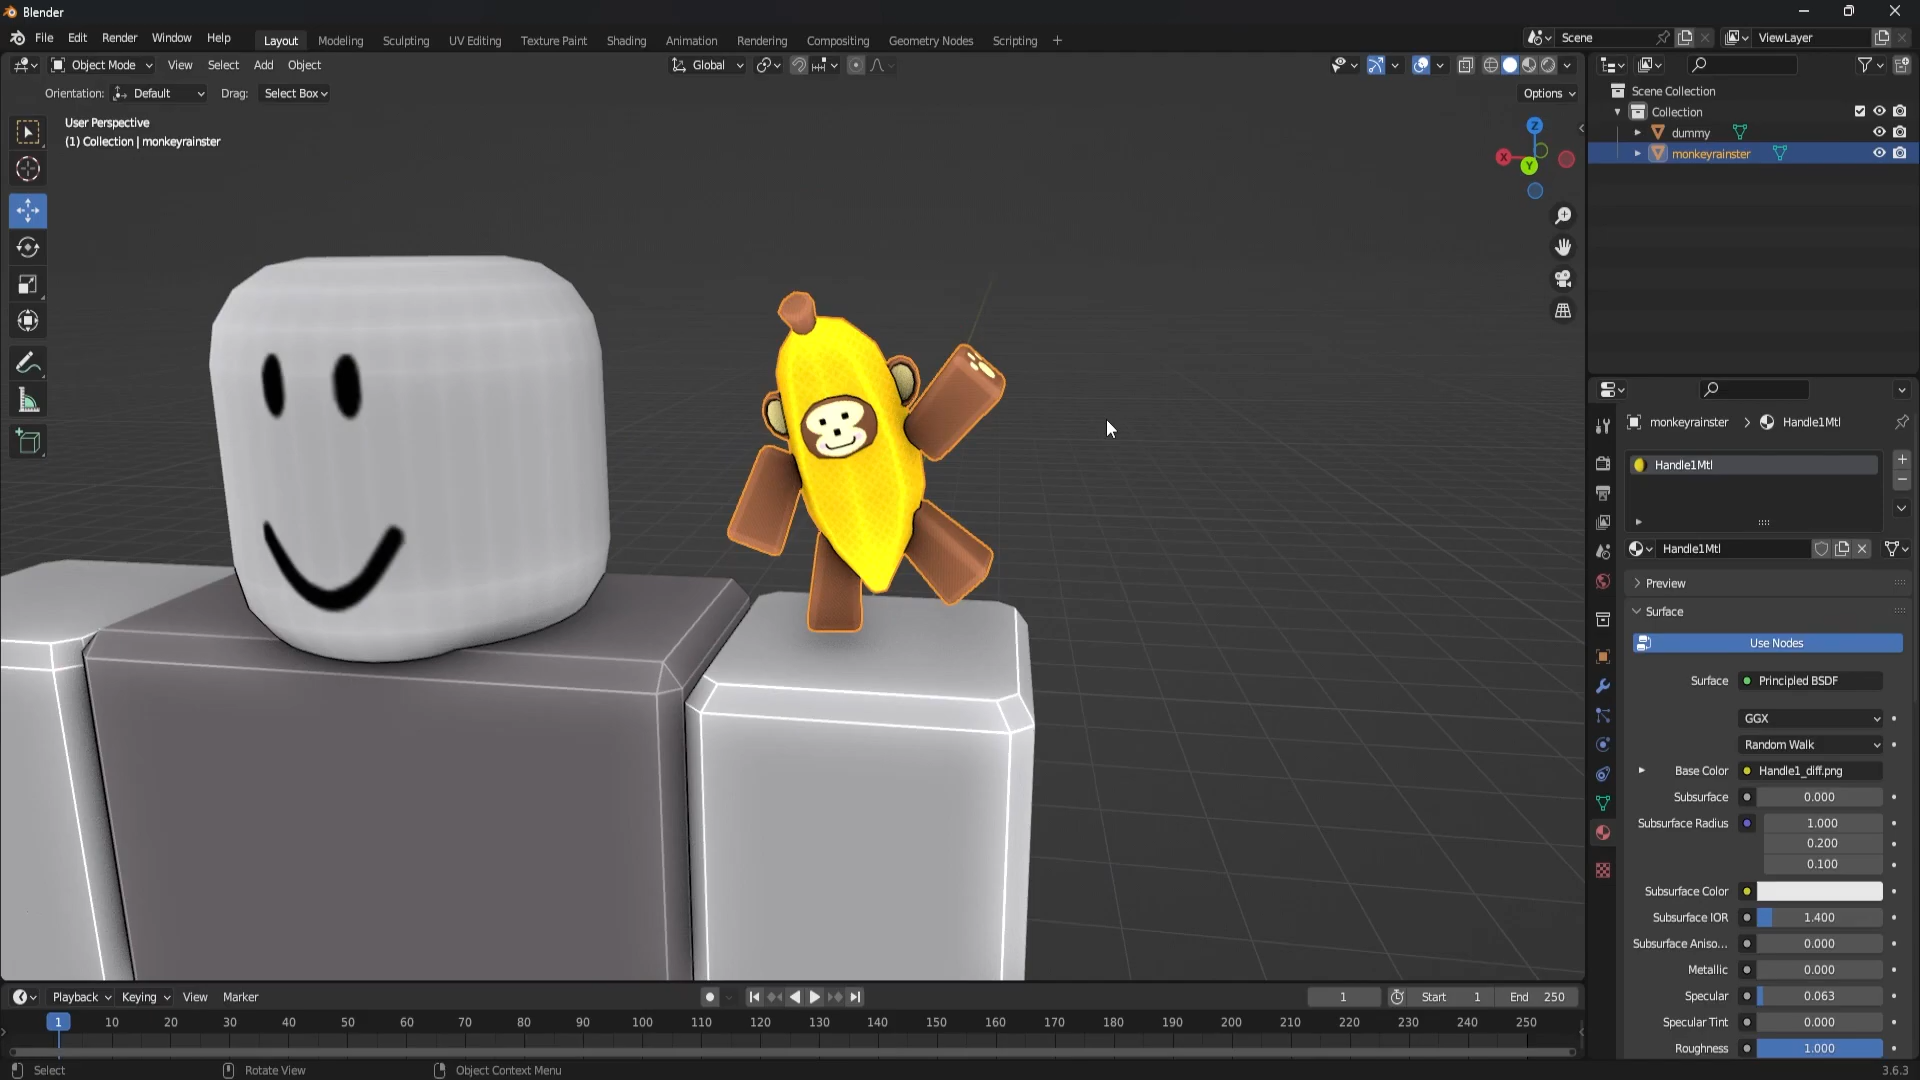 Blender
File Edit Render Window Help
Layout Modeling Sculpting UV Editing Texture Paint Shading Animation Rendering Compositing Geometry Nodes Scripting +
Scene
ViewLayer
Object Mode View Select Add Object
Global
Orientation: Default Drag: Select Box
Options
User Perspective
(1) Collection | monkeyrainster
Z
X
Y
Scene Collection
Collection
dummy
monkeyrainster
monkeyrainster > Handle1Mtl
Handle1Mtl
Handle1Mtl
Preview
Surface
Use Nodes
Surface Principled BSDF
GGX
Random Walk
Base Color Handle1_diff.png
Subsurface 0.000
Subsurface Radius 1.000
0.200
0.100
Subsurface Color
Subsurface IOR 1.400
Subsurface Aniso... 0.000
Metallic 0.000
Specular 0.063
Specular Tint 0.000
Roughness 1.000
Playback Keying View Marker
1 Start 1 End 250
1 10 20 30 40 50 60 70 80 90 100 110 120 130 140 150 160 170 180 190 200 210 220 230 240 250
Select Rotate View Object Context Menu
3.6.3